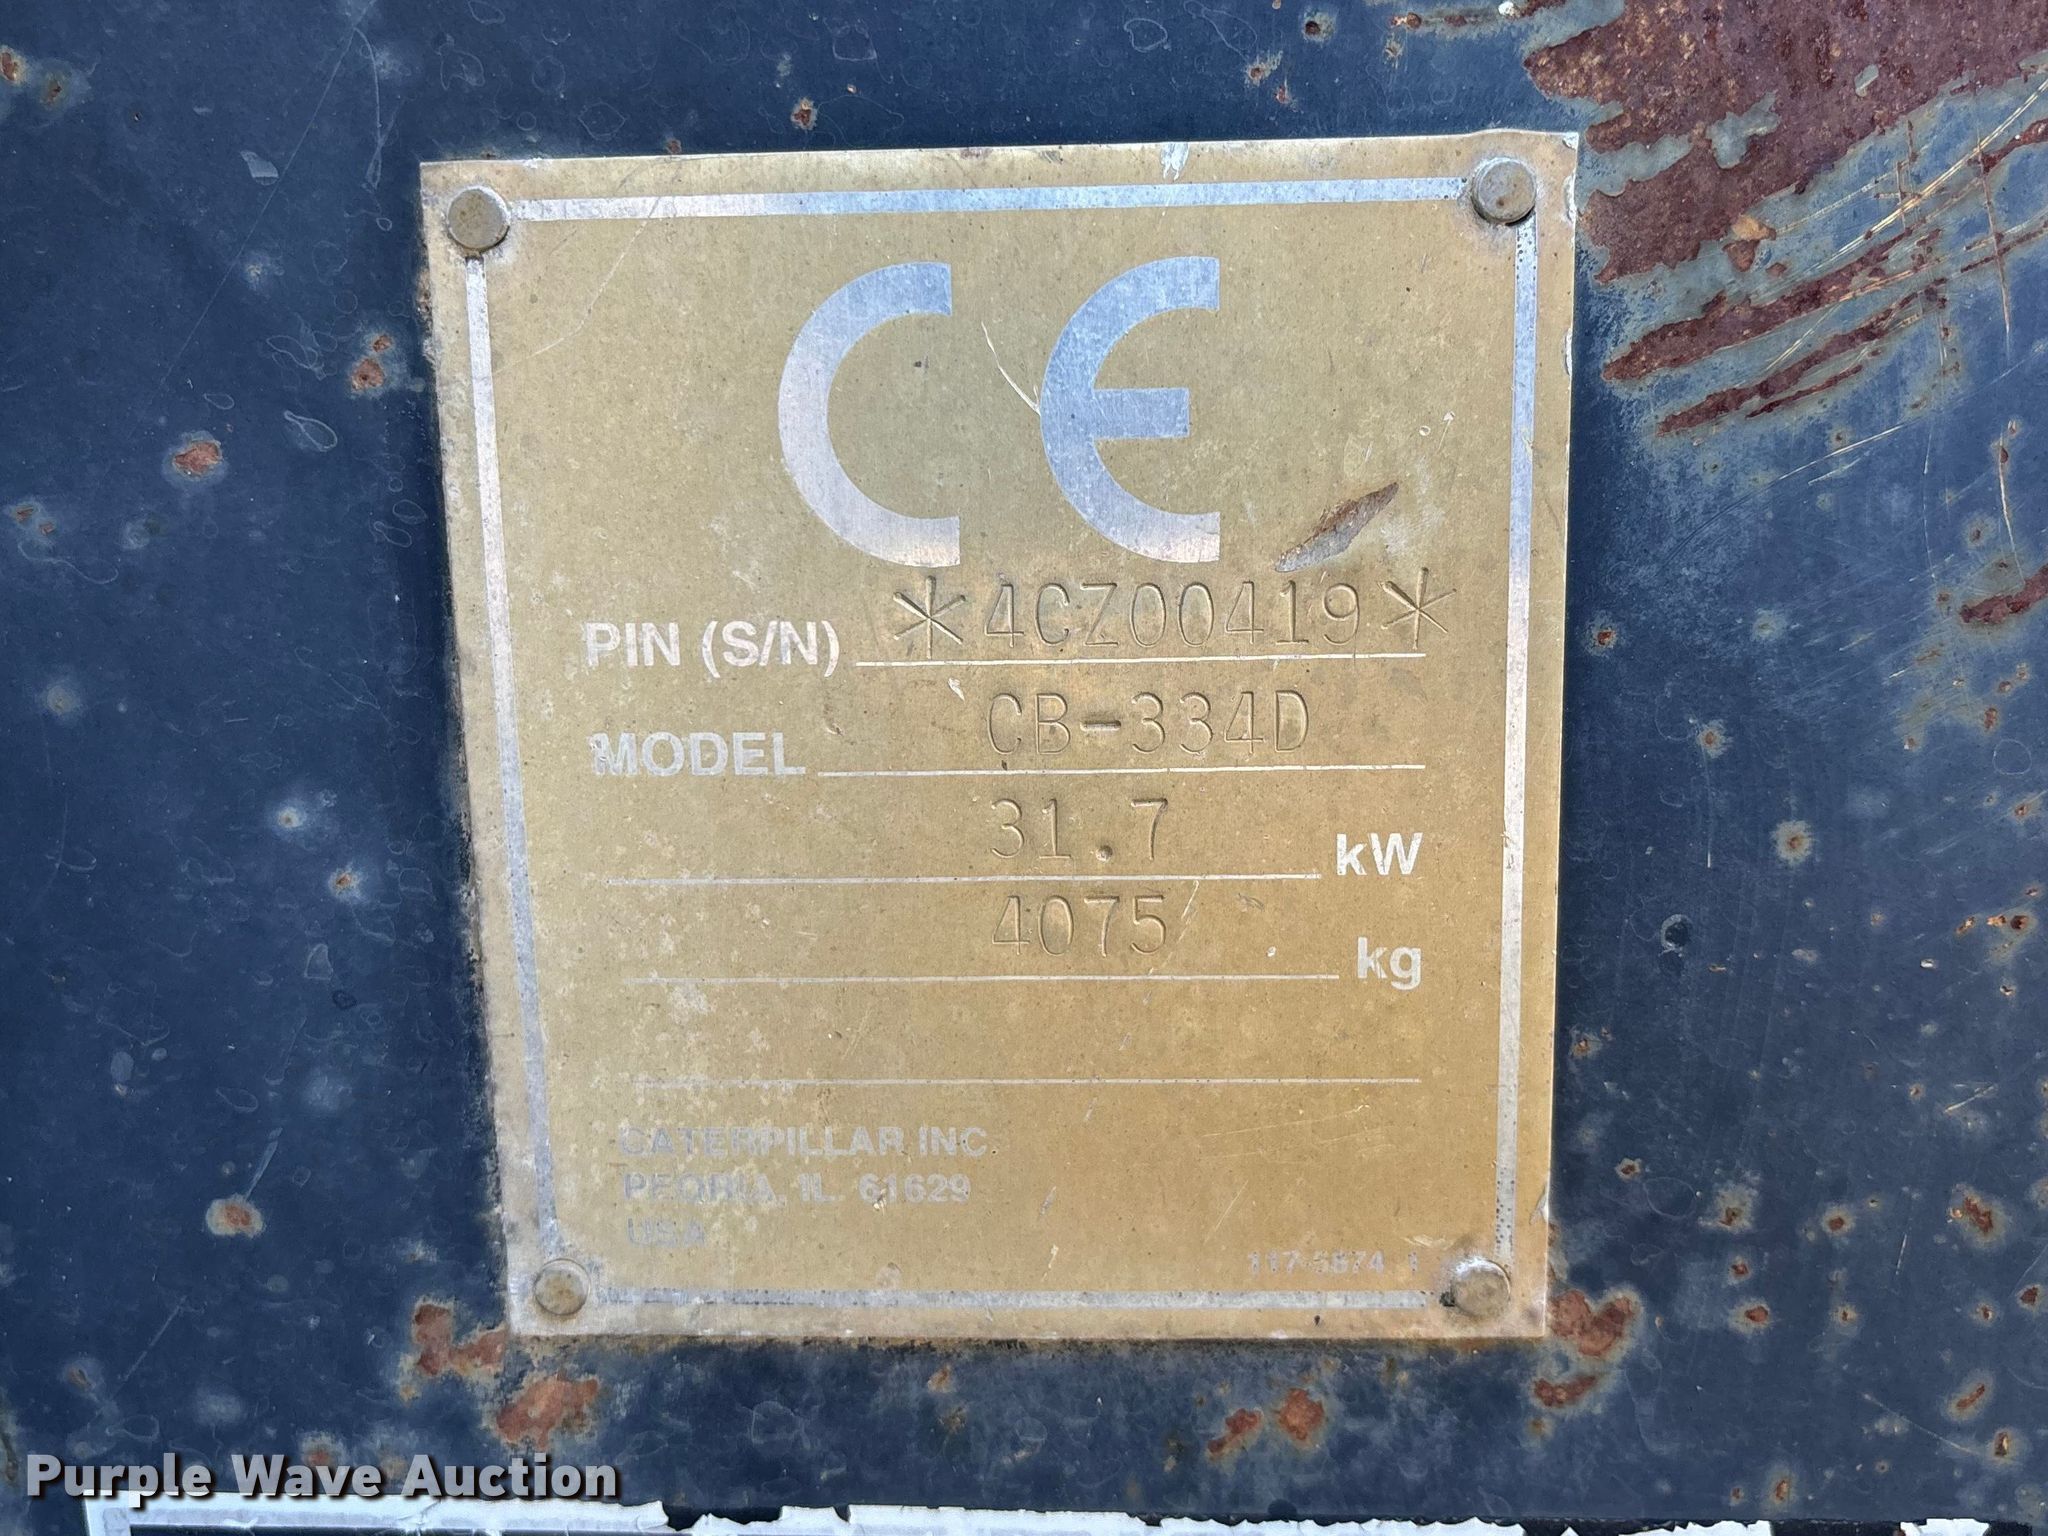 CE
PIN (S/N) *4CZ00419*
MODEL CB-334D
31.7 kW
4075 kg
CATERPILLAR INC.
PEORIA, IL. 61629
USA
117-5874 1
Purple Wave Auction